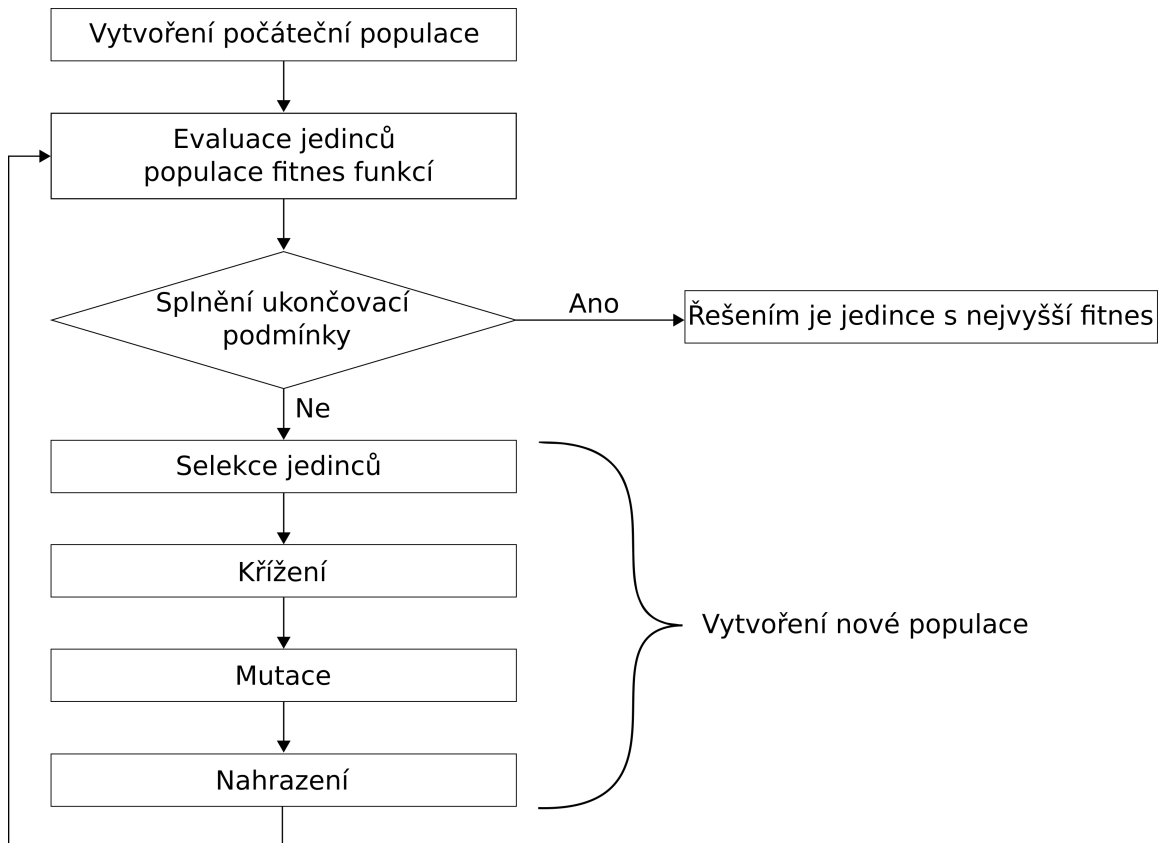 Vytvoření počáteční populace
Evaluace jedinců
populace fitnes funkcí
Splnění ukončovací
podmínky
Ano
Řešením je jedince s nejvyšší fitnes
Ne
Selekce jedinců
Křížení
Mutace
Nahrazení
Vytvoření nové populace